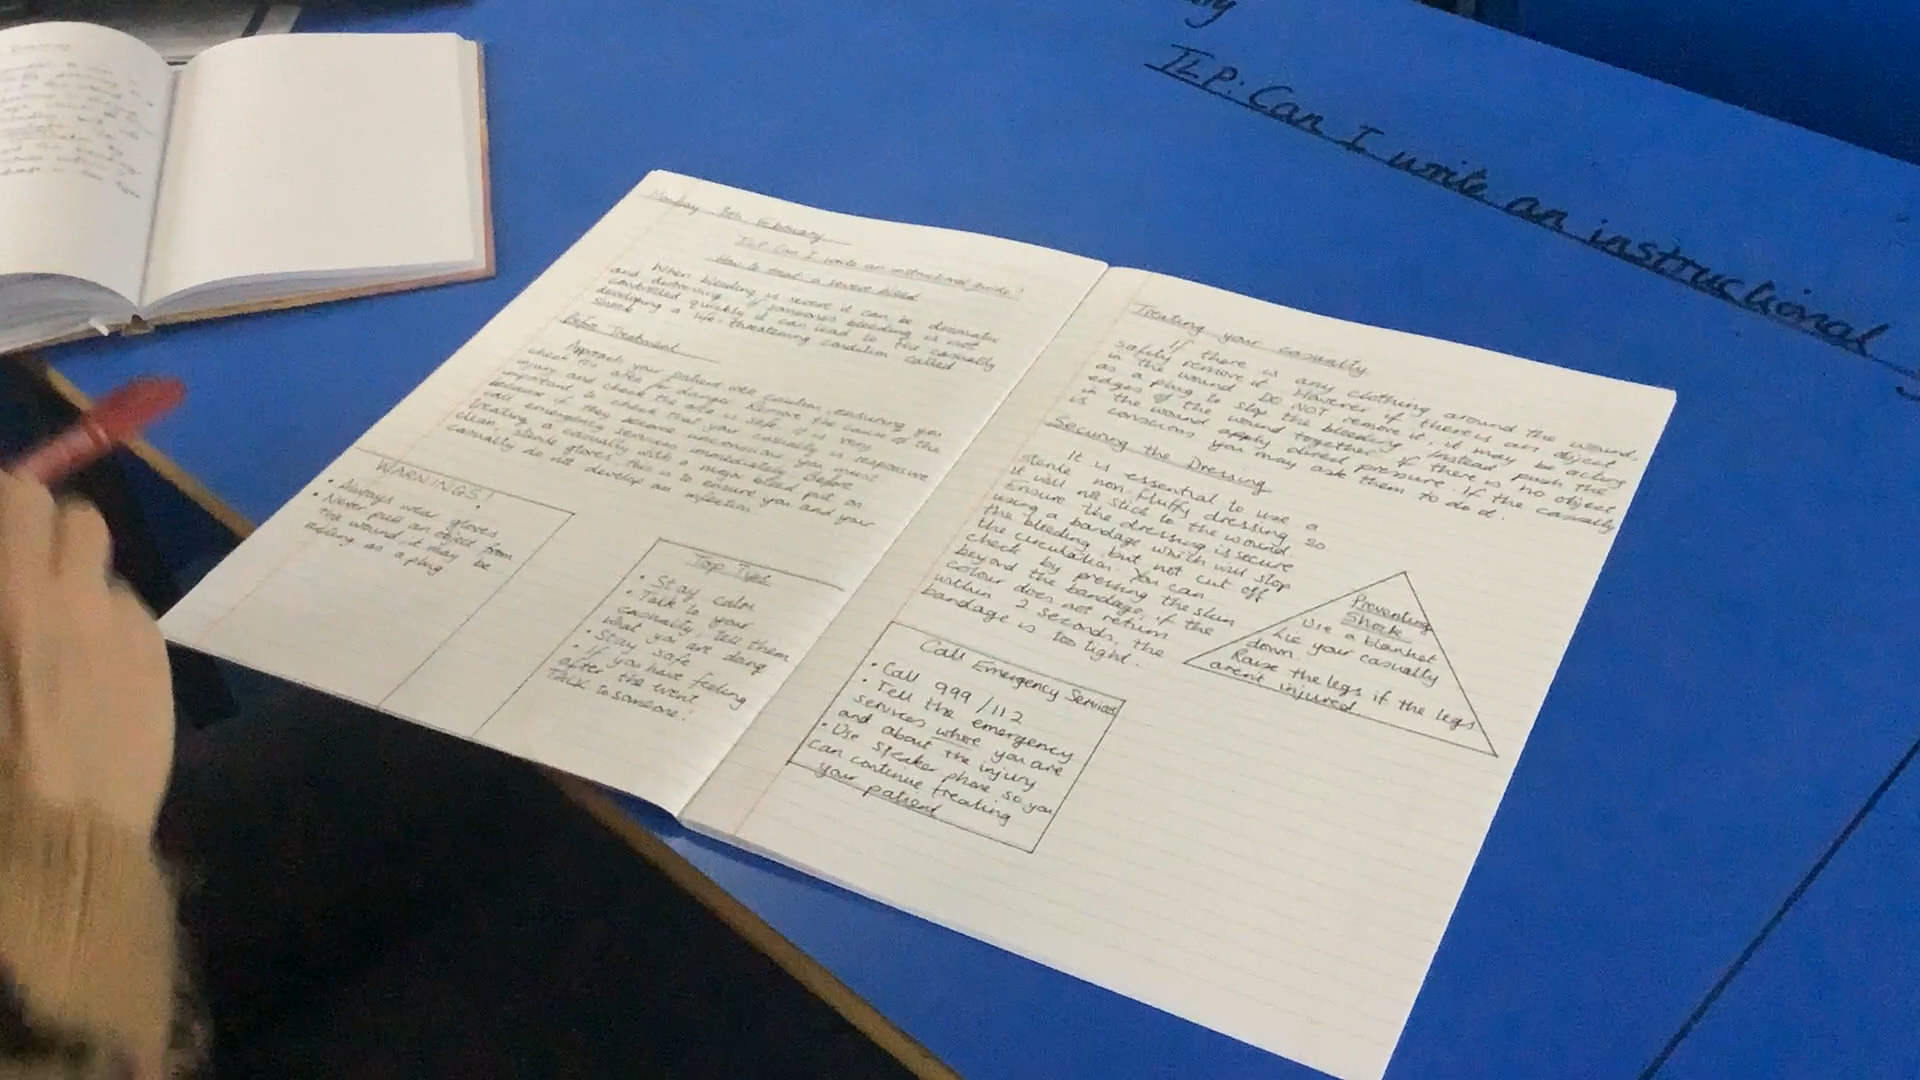 ILP: Can I write an instructional
Monday 8th February
ILP: Can I write an instructional guide?
How to treat a severe bleed
When bleeding is severe it can be dramatic
and distressing. If someones bleeding is not
controlled quickly it can lead to the casualty
developing a life-threatening condition called
shock
Before Treatment
Approach your patient with caution, ensuring you
check the area for danger. Remove the cause of the
injury and check the site is safe. It is very
important to check that your casualty is responsive
because if they become unconscious you must
call emergency services immediately. Before
treating a casualty with a major bleed put on
clean, sterile gloves, this is to ensure you and your
casualty do not develop an infection
WARNINGS!
• Always wear gloves
• Never pull an object from
the wound, it may be
acting as a plug
Top Tips
• Stay calm
• Talk to your
casualty, tell them
what you are doing
• Stay safe
• If you have feeling
after the event
TALK to someone!
Treating your casualty
If there is any clothing around the wound,
safely remove it. However if there is an object
in the wound DO NOT remove it, it may be acting
as a plug to stop the bleeding. Instead push the
edges of the wound together. If there is no object
in the wound apply direct pressure. If the casualty
is conscious you may ask them to do it.
Securing the Dressing
It is essential to use a
sterile non-fluffy dressing so
it will not stick to the wound.
Ensure the dressing is secure
using a bandage which will stop
the bleeding but not cut off
the circulation. You can
check by pressing the skin
beyond the bandage, if the
colour does not return
within 2 seconds, the
bandage is too tight.
Preventing
Shock
Use a blanket
Lie your casualty
down.
Raise the legs if the legs
arent injured.
Call Emergency Services
• Call 999/112
• Tell the emergency
services where you are
and about the injury
• Use speaker phone so you
can continue treating
your patient